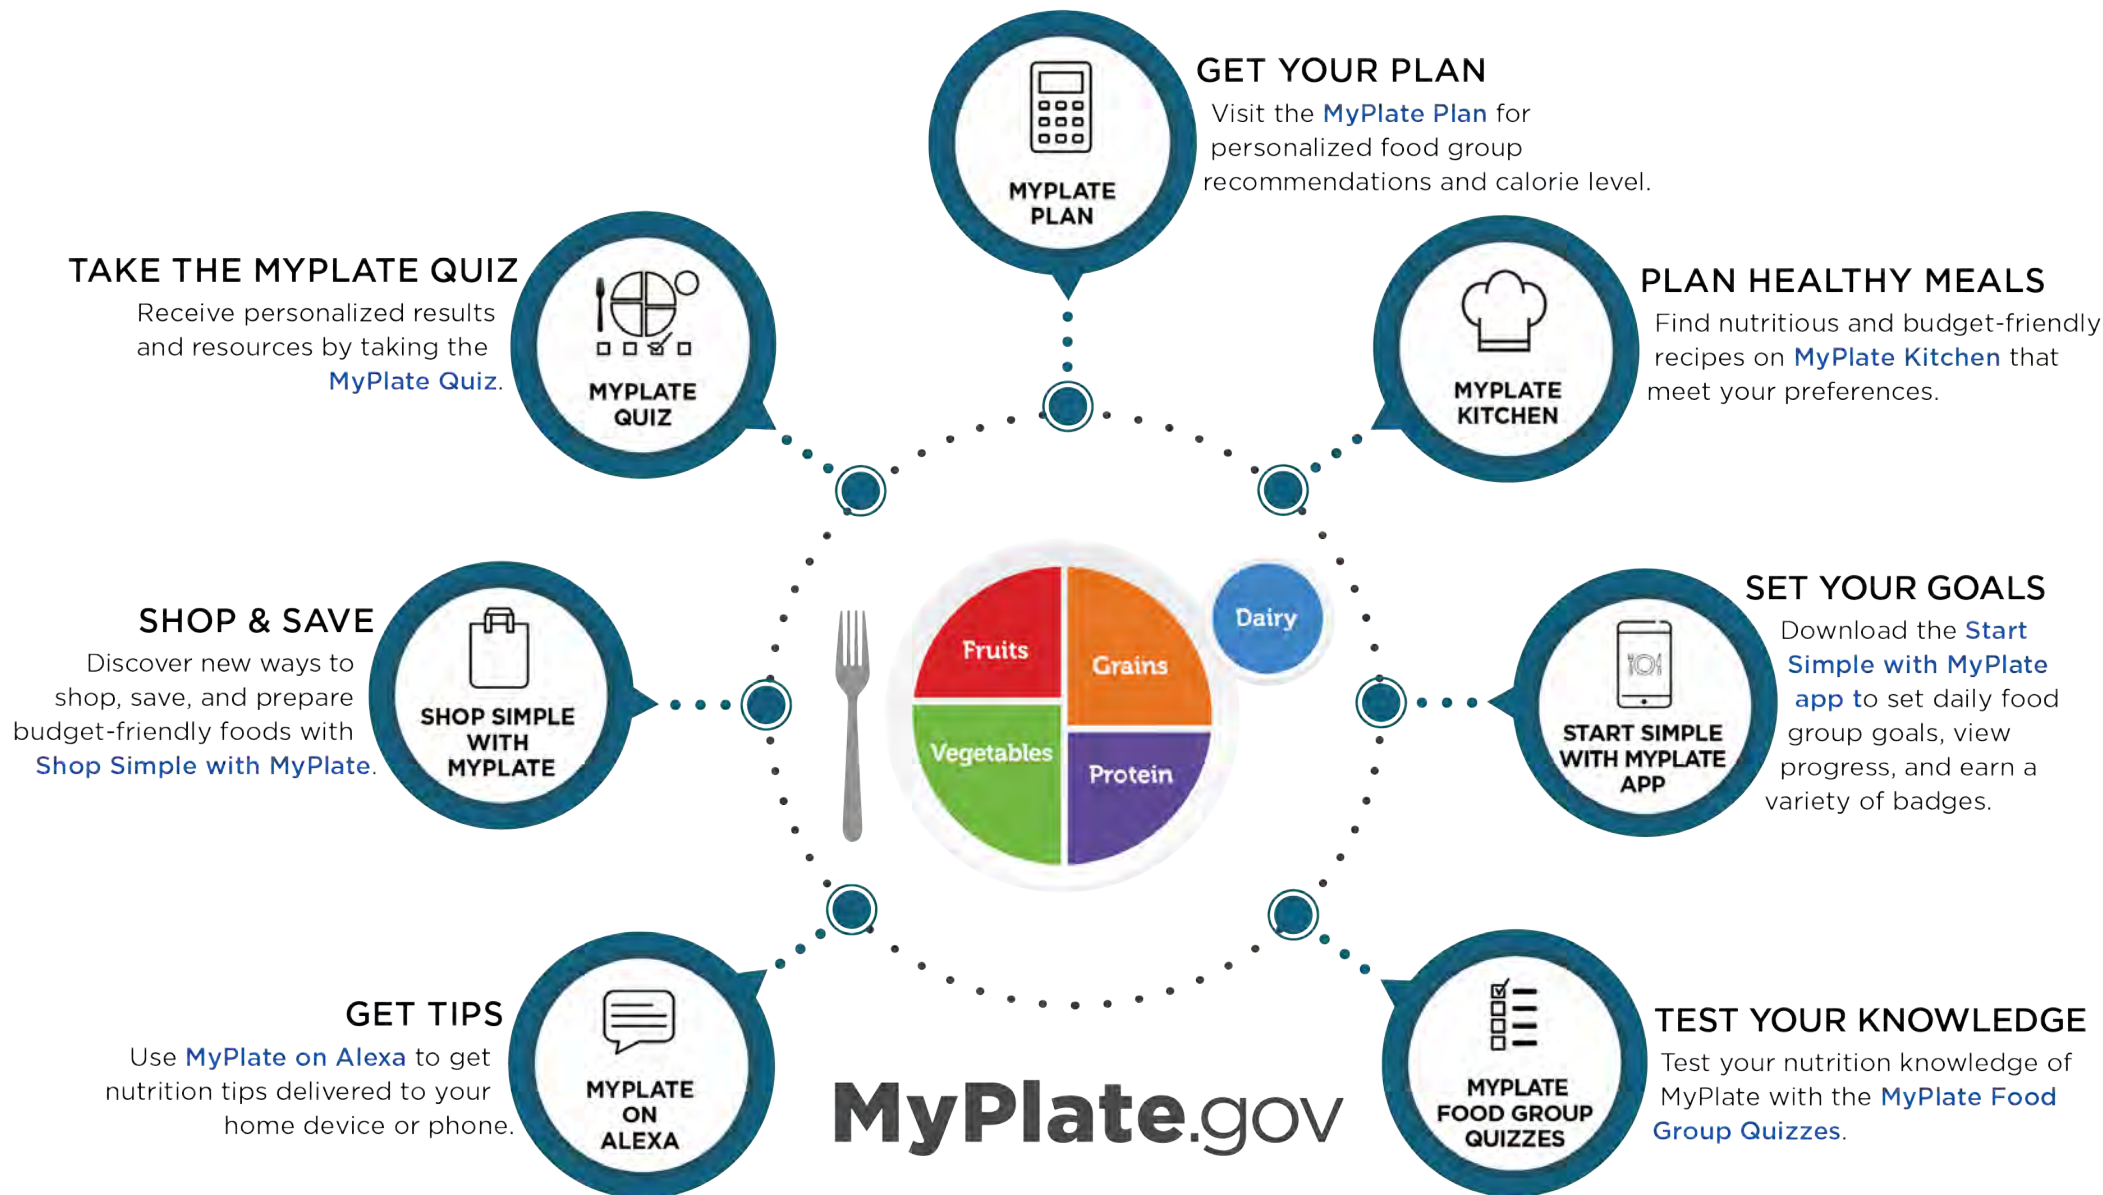 GET YOUR PLAN
Visit the MyPlate Plan for
personalized food group
recommendations and calorie level.
MYPLATE
PLAN
TAKE THE MYPLATE QUIZ
Receive personalized results
and resources by taking the
MyPlate Quiz.
MYPLATE
QUIZ
PLAN HEALTHY MEALS
Find nutritious and budget-friendly
recipes on MyPlate Kitchen that
meet your preferences.
MYPLATE
KITCHEN
SHOP & SAVE
Discover new ways to
shop, save, and prepare
budget-friendly foods with
Shop Simple with MyPlate.
SHOP SIMPLE
WITH
MYPLATE
Fruits
Grains
Vegetables
Protein
Dairy
SET YOUR GOALS
Download the Start
Simple with MyPlate
app to set daily food
group goals, view
progress, and earn a
variety of badges.
START SIMPLE
WITH MYPLATE
APP
GET TIPS
Use MyPlate on Alexa to get
nutrition tips delivered to your
home device or phone.
MYPLATE
ON
ALEXA
MyPlate.gov
MYPLATE
FOOD GROUP
QUIZZES
TEST YOUR KNOWLEDGE
Test your nutrition knowledge of
MyPlate with the MyPlate Food
Group Quizzes.